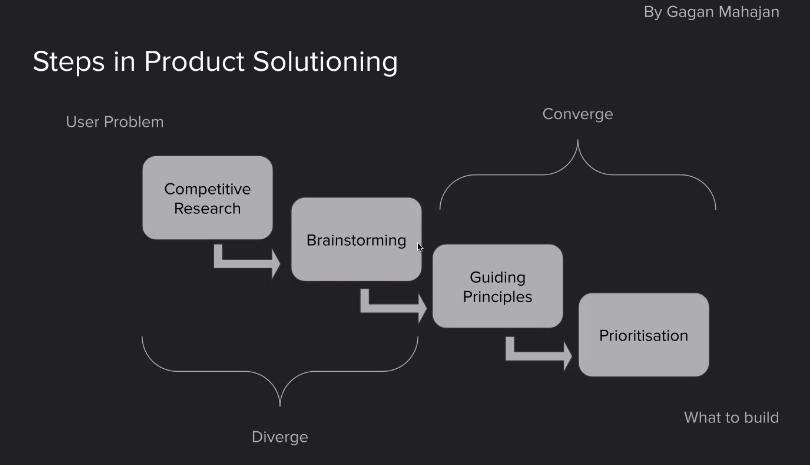 By Gagan Mahajan
Steps in Product Solutioning
User Problem
Converge
Competitive
Research
Brainstorming
Guiding
Principles
Prioritisation
What to build
Diverge